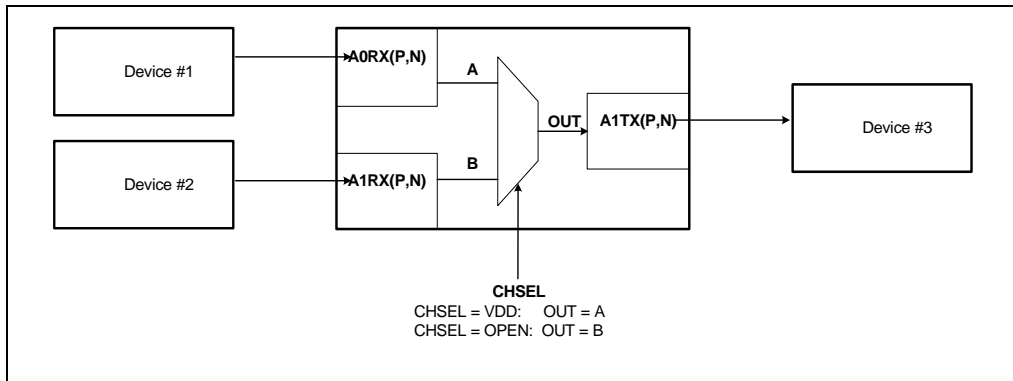 Device #1
A0RX(P,N)
A
OUT
A1TX(P,N)
Device #3
Device #2
A1RX(P,N)
B
CHSEL
CHSEL = VDD: OUT = A
CHSEL = OPEN: OUT = B